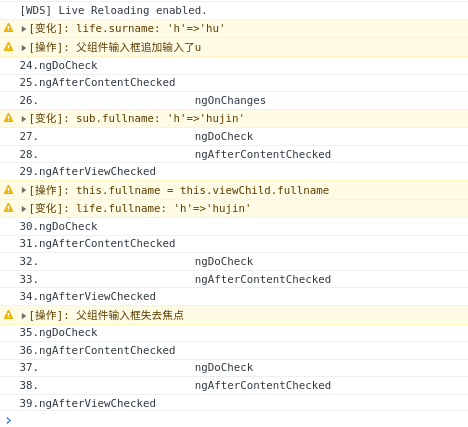 [WDS] Live Reloading enabled.
[变化]: life.surname: 'h'=>'hu'
[操作]: 父组件输入框追加输入了u
24.ngDoCheck
25.ngAfterContentChecked
26. ngOnChanges
[变化]: sub.fullname: 'h'=>'hujin'
27. ngDoCheck
28. ngAfterContentChecked
29.ngAfterViewChecked
[操作]: this.fullname = this.viewChild.fullname
[变化]: life.fullname: 'h'=>'hujin'
30.ngDoCheck
31.ngAfterContentChecked
32. ngDoCheck
33. ngAfterContentChecked
34.ngAfterViewChecked
[操作]: 父组件输入框失去焦点
35.ngDoCheck
36.ngAfterContentChecked
37. ngDoCheck
38. ngAfterContentChecked
39.ngAfterViewChecked